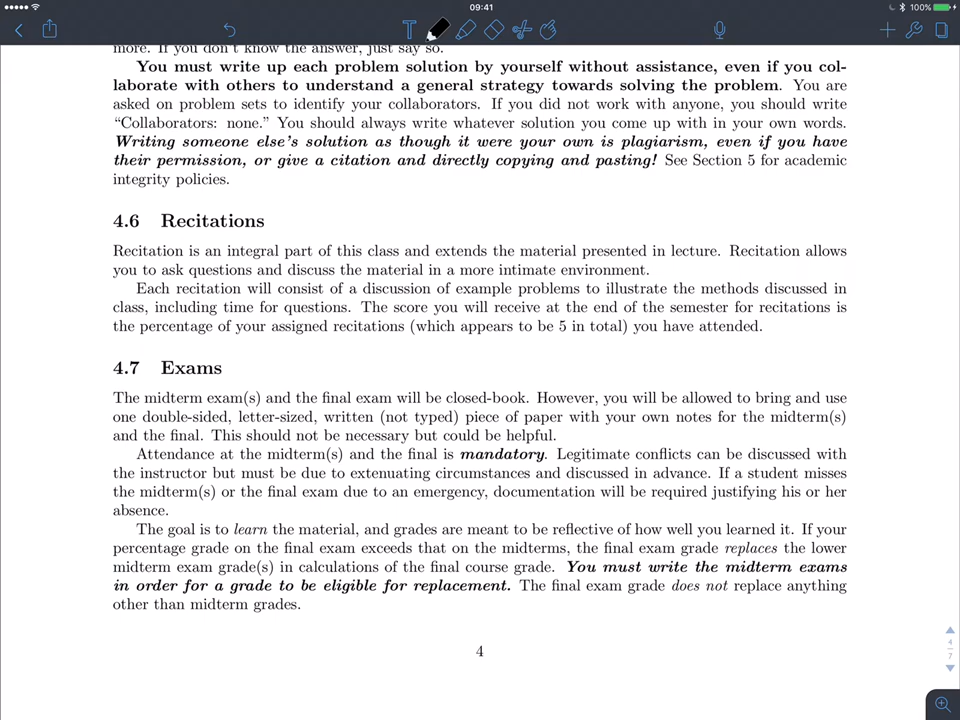 09:41
100%
more. If you don't know the answer, just say so.
You must write up each problem solution by yourself without assistance, even if you col-
laborate with others to understand a general strategy towards solving the problem. You are
asked on problem sets to identify your collaborators. If you did not work with anyone, you should write
“Collaborators: none.” You should always write whatever solution you come up with in your own words.
Writing someone else's solution as though it were your own is plagiarism, even if you have
their permission, or give a citation and directly copying and pasting! See Section 5 for academic
integrity policies.
4.6 Recitations
Recitation is an integral part of this class and extends the material presented in lecture. Recitation allows
you to ask questions and discuss the material in a more intimate environment.
Each recitation will consist of a discussion of example problems to illustrate the methods discussed in
class, including time for questions. The score you will receive at the end of the semester for recitations is
the percentage of your assigned recitations (which appears to be 5 in total) you have attended.
4.7 Exams
The midterm exam(s) and the final exam will be closed-book. However, you will be allowed to bring and use
one double-sided, letter-sized, written (not typed) piece of paper with your own notes for the midterm(s)
and the final. This should not be necessary but could be helpful.
Attendance at the midterm(s) and the final is mandatory. Legitimate conflicts can be discussed with
the instructor but must be due to extenuating circumstances and discussed in advance. If a student misses
the midterm(s) or the final exam due to an emergency, documentation will be required justifying his or her
absence.
The goal is to learn the material, and grades are meant to be reflective of how well you learned it. If your
percentage grade on the final exam exceeds that on the midterms, the final exam grade replaces the lower
midterm exam grade(s) in calculations of the final course grade. You must write the midterm exams
in order for a grade to be eligible for replacement. The final exam grade does not replace anything
other than midterm grades.
4
4
7